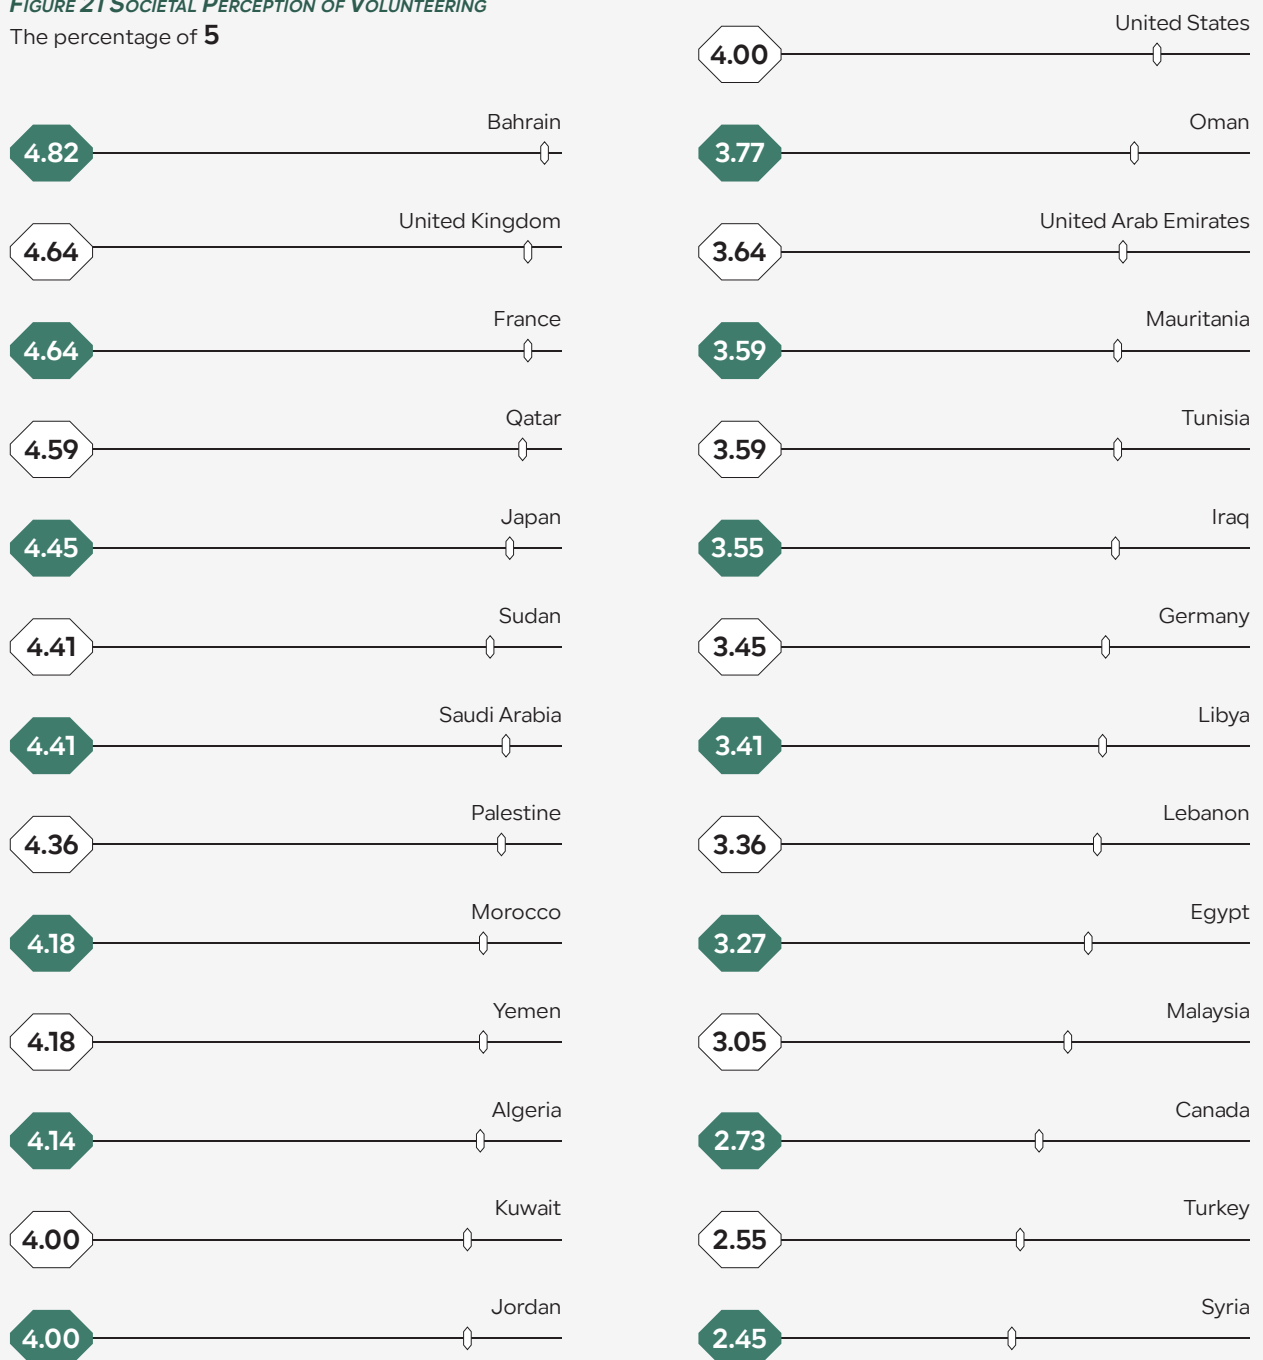 FIGURE 21 SOCIETAL PERCEPTION OF VOLUNTEERING
The percentage of 5
Bahrain
4.82
United Kingdom
4.64
France
4.64
Qatar
4.59
Japan
4.45
Sudan
4.41
Saudi Arabia
4.41
Palestine
4.36
Morocco
4.18
Yemen
4.18
Algeria
4.14
Kuwait
4.00
Jordan
4.00
United States
4.00
Oman
3.77
United Arab Emirates
3.64
Mauritania
3.59
Tunisia
3.59
Iraq
3.55
Germany
3.45
Libya
3.41
Lebanon
3.36
Egypt
3.27
Malaysia
3.05
Canada
2.73
Turkey
2.55
Syria
2.45